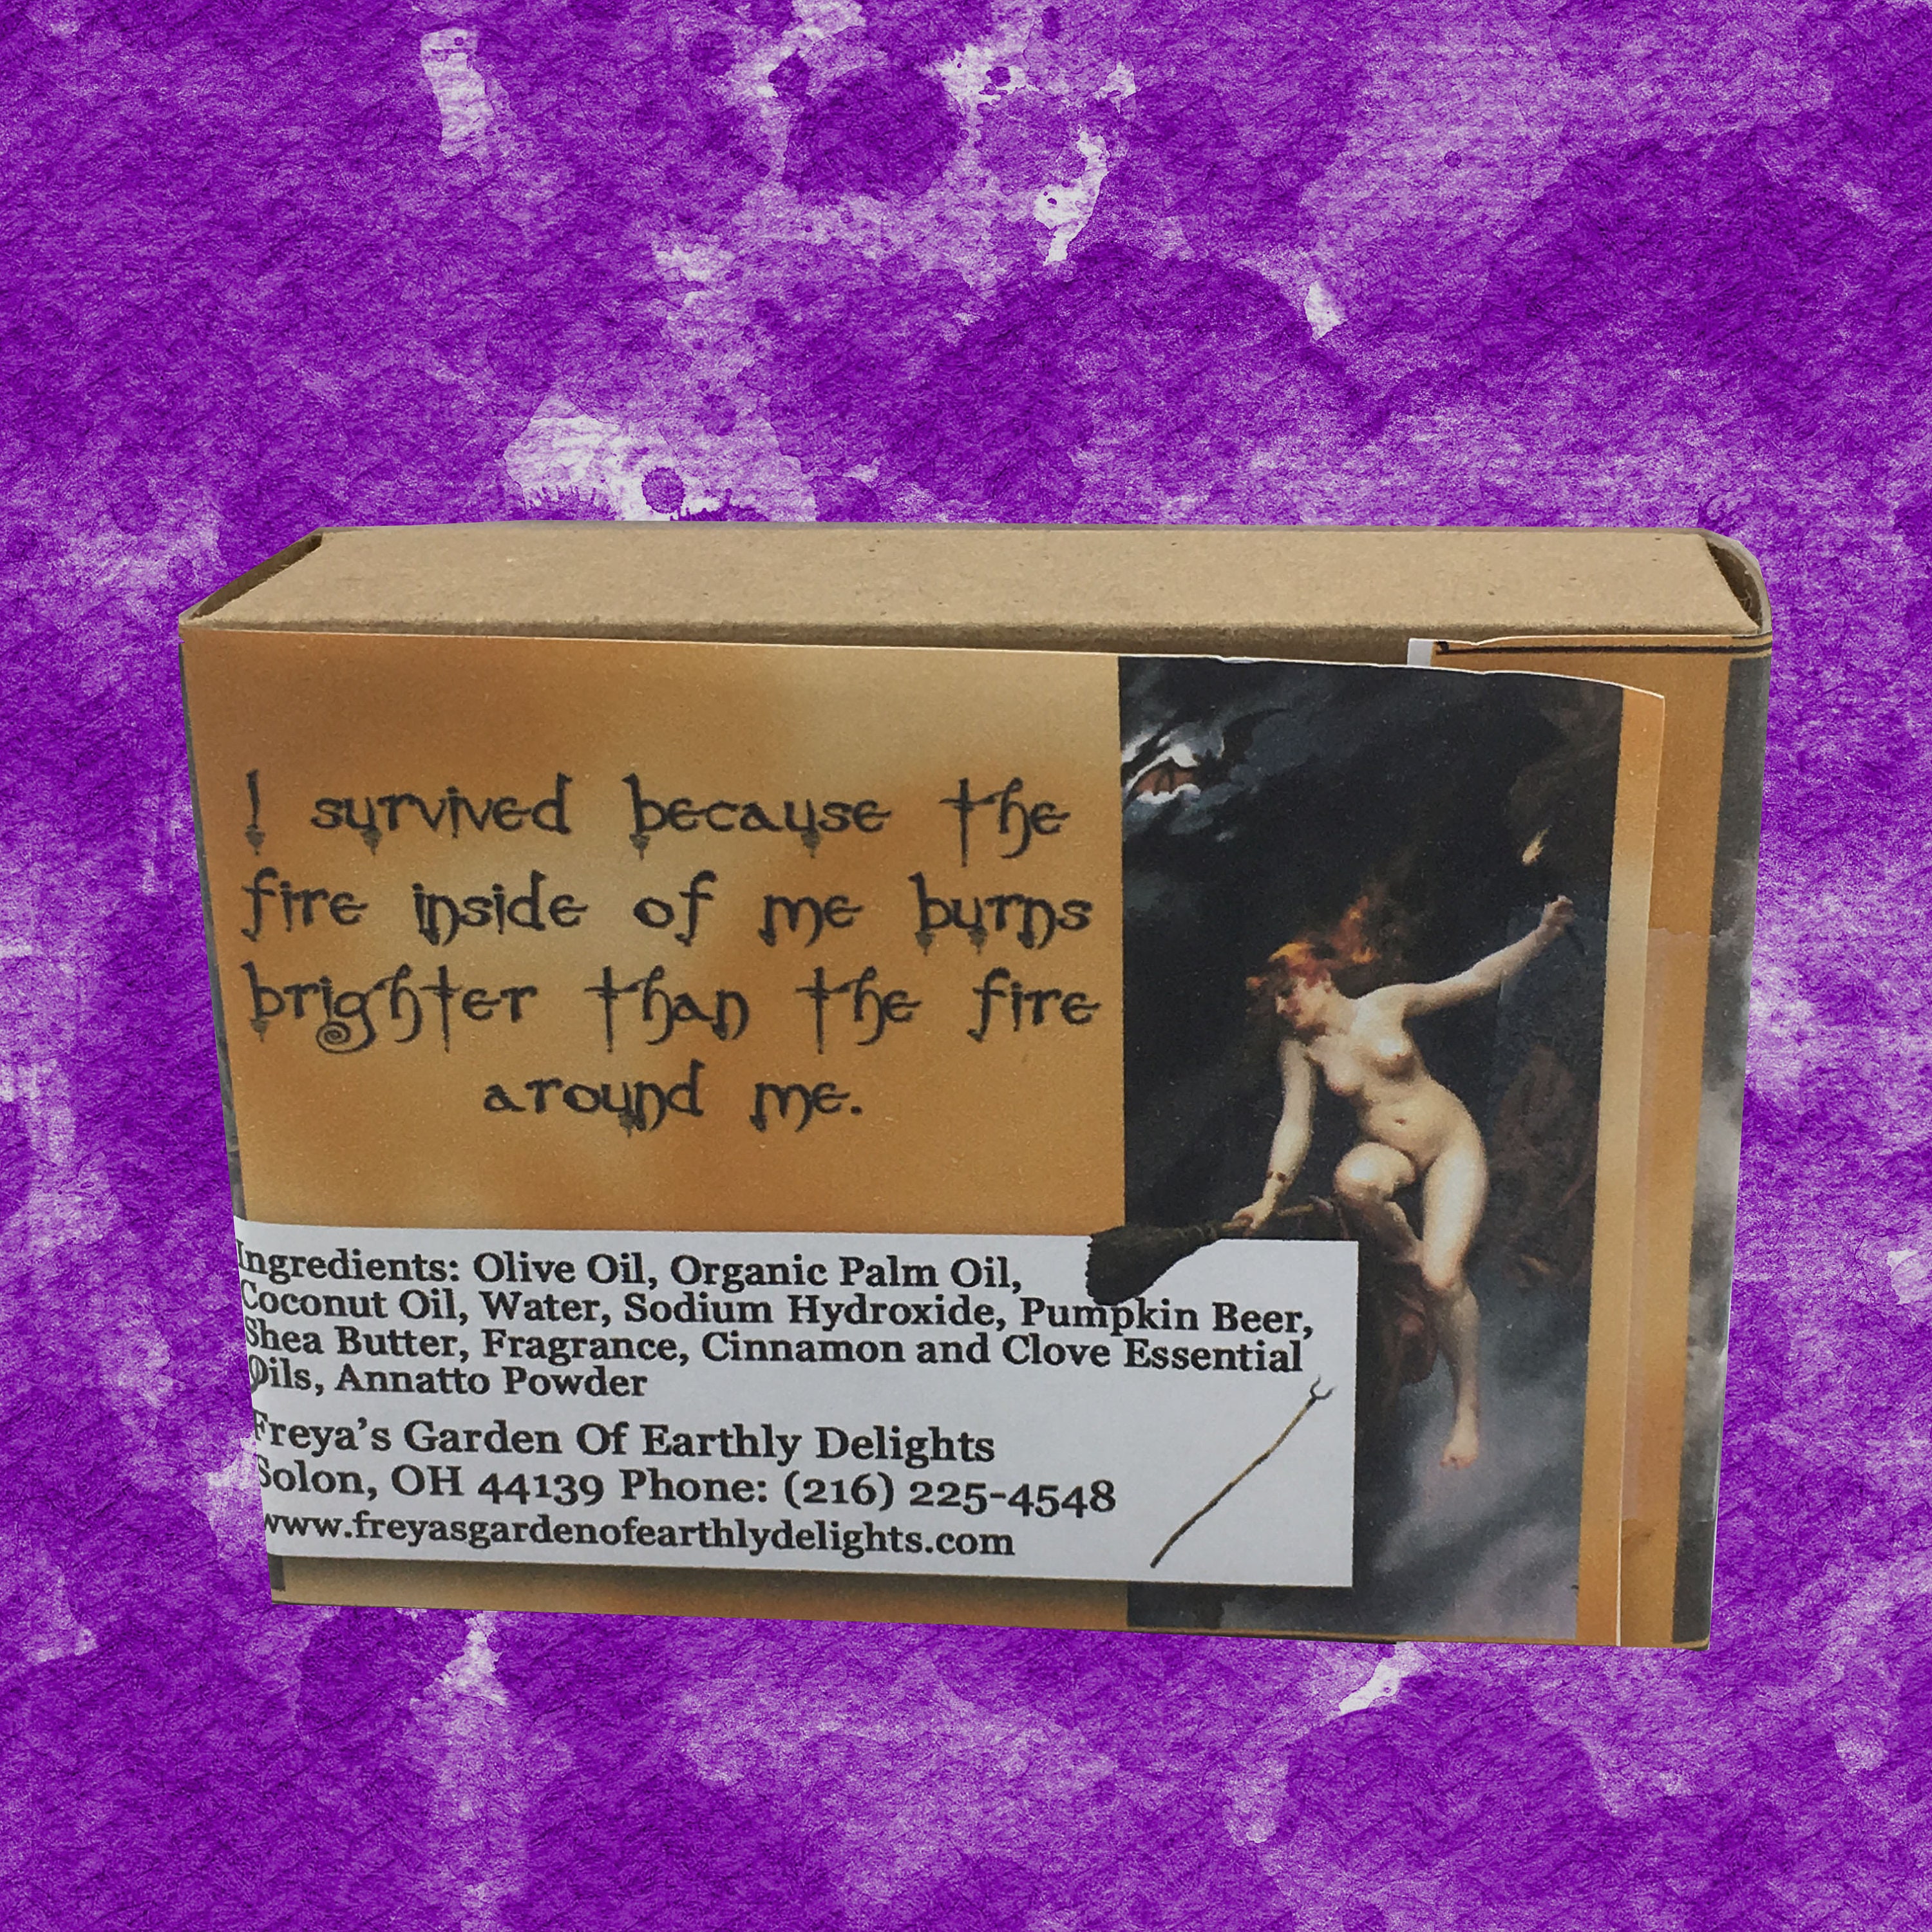 I survived because the
fire inside of me burns
brighter than the fire
around me.
Ingredients: Olive Oil, Organic Palm Oil,
Coconut Oil, Water, Sodium Hydroxide, Pumpkin Beer,
Shea Butter, Fragrance, Cinnamon and Clove Essential
Oils, Annatto Powder
Freya's Garden Of Earthly Delights
Solon, OH 44139 Phone: (216) 225-4548
www.freyasgardenofearthlydelights.com